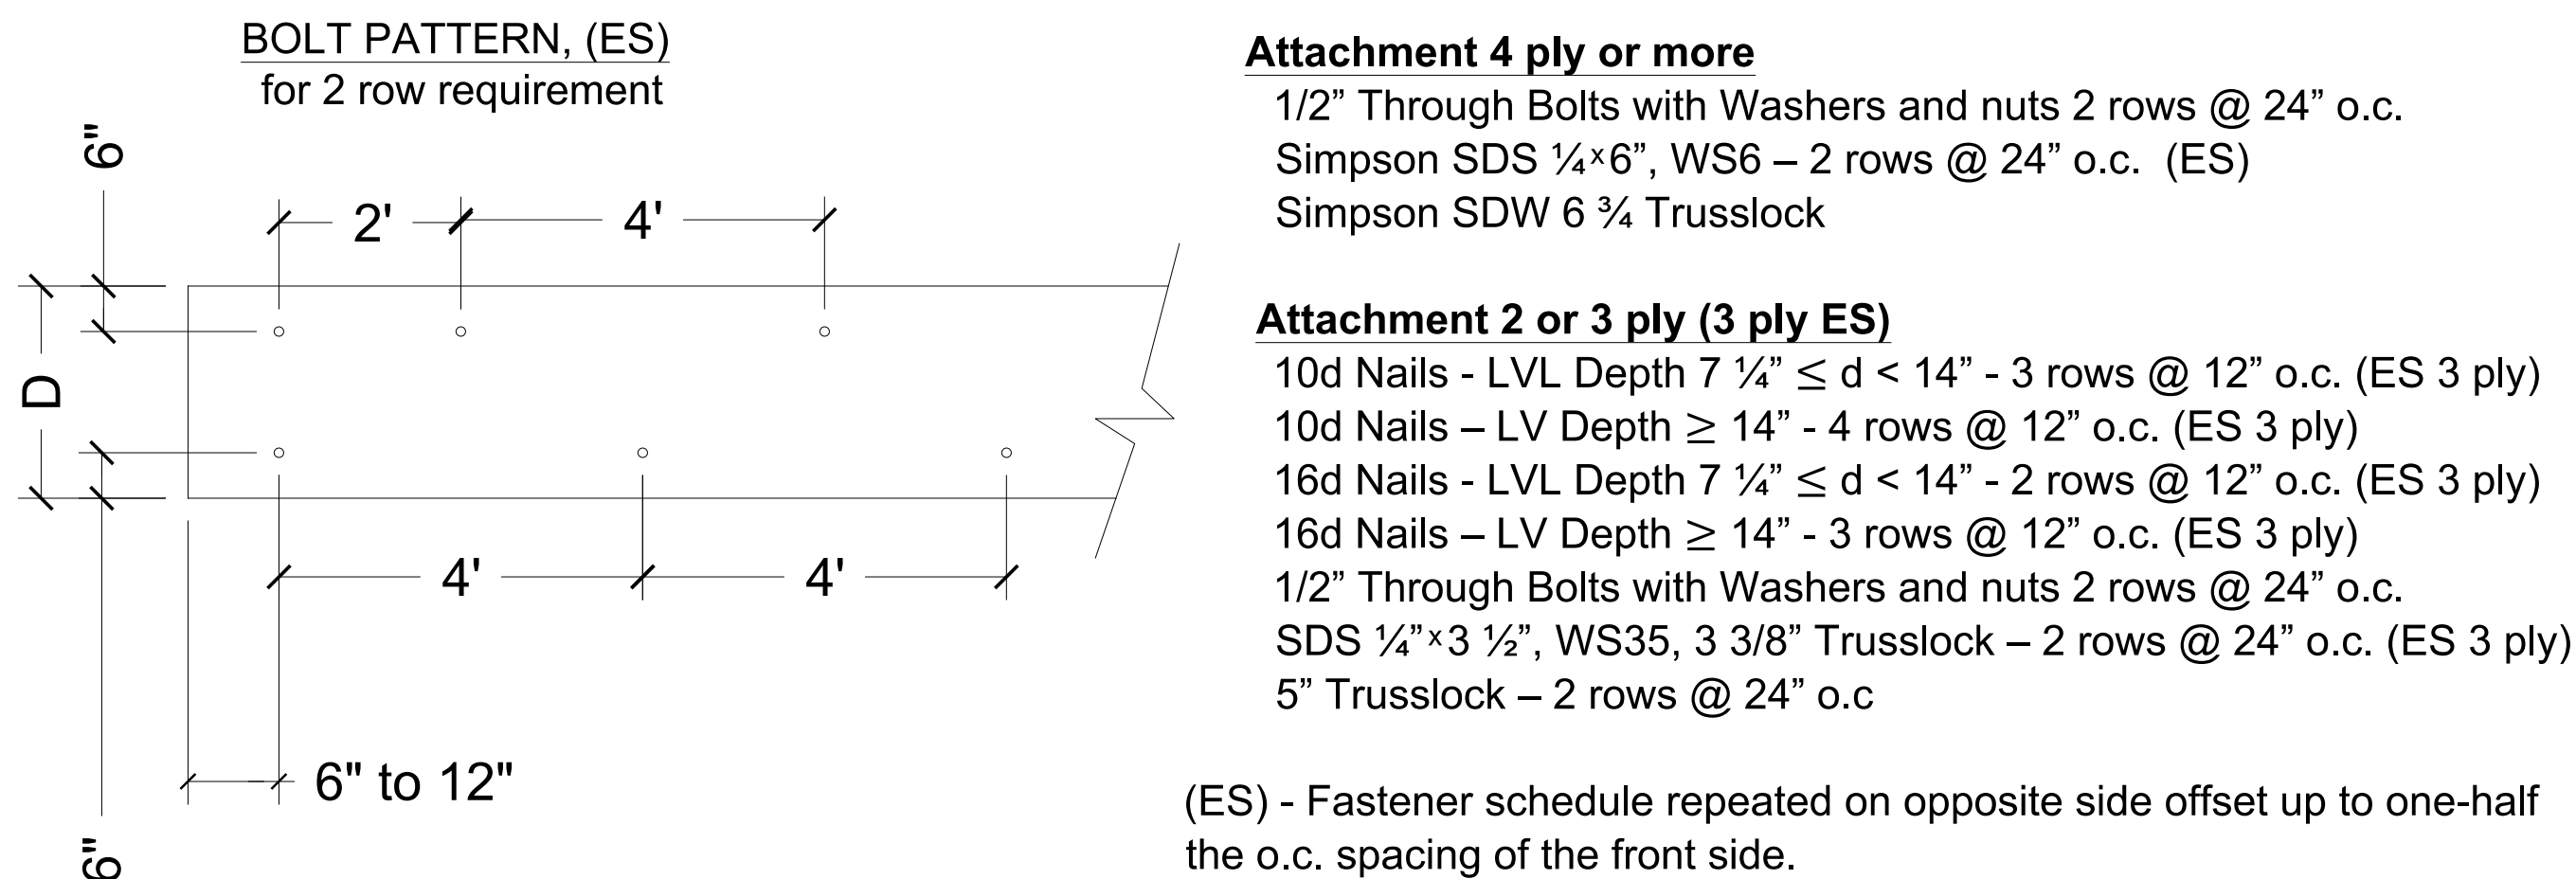 BOLT PATTERN, (ES)
for 2 row requirement
6"
2'
4'
D
4'
4'
6" to 12"
6"
Attachment 4 ply or more
1/2” Through Bolts with Washers and nuts 2 rows @ 24” o.c.
Simpson SDS ¼ˣ6”, WS6 – 2 rows @ 24” o.c.  (ES)
Simpson SDW 6 ¾ Trusslock
Attachment 2 or 3 ply (3 ply ES)
10d Nails - LVL Depth 7 ¼” ≤ d < 14” - 3 rows @ 12” o.c. (ES 3 ply)
10d Nails – LV Depth ≥ 14” - 4 rows @ 12” o.c. (ES 3 ply)
16d Nails - LVL Depth 7 ¼” ≤ d < 14” - 2 rows @ 12” o.c. (ES 3 ply)
16d Nails – LV Depth ≥ 14” - 3 rows @ 12” o.c. (ES 3 ply)
1/2” Through Bolts with Washers and nuts 2 rows @ 24” o.c.
SDS ¼”ˣ3 ½”, WS35, 3 3/8” Trusslock – 2 rows @ 24” o.c. (ES 3 ply)
5” Trusslock – 2 rows @ 24” o.c
(ES) - Fastener schedule repeated on opposite side offset up to one-half
the o.c. spacing of the front side.